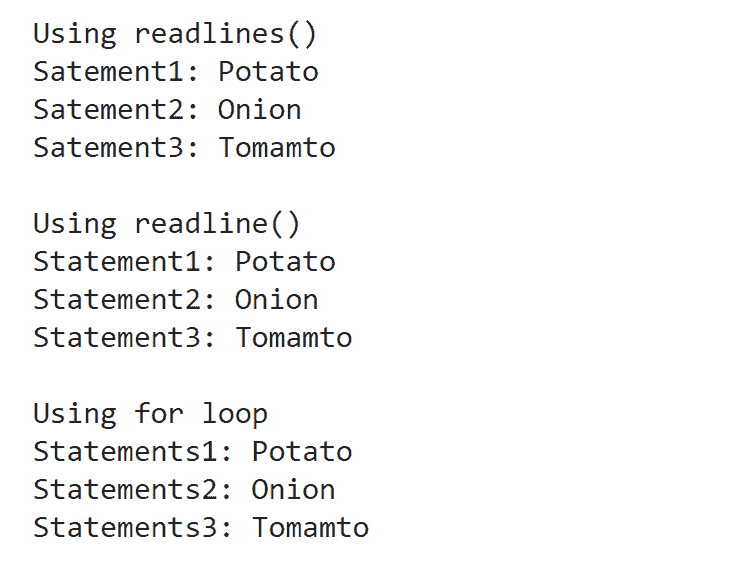 Using readlines()
Satement1: Potato
Satement2: Onion
Satement3: Tomamto
Using readline()
Statement1: Potato
Statement2: Onion
Statement3: Tomamto
Using for loop
Statements1: Potato
Statements2: Onion
Statements3: Tomamto